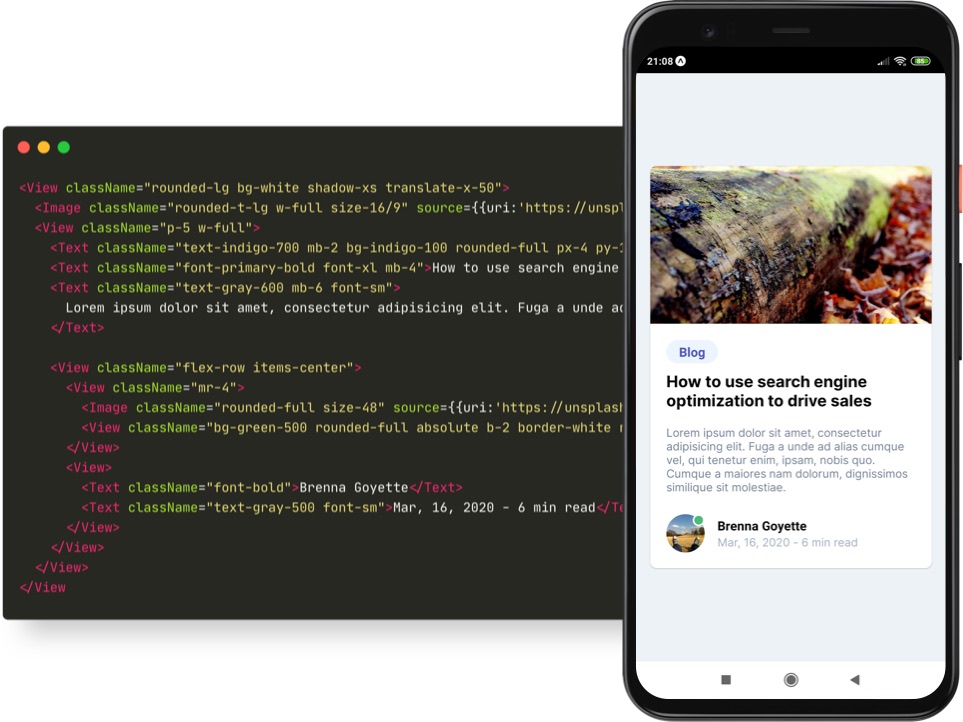 <View className="rounded-lg bg-white shadow-xs translate-x-50">
<Image className="rounded-t-lg w-full size-16/9" source={{uri:'https://unspl
<View className="p-5 w-full">
<Text className="text-indigo-700 mb-2 bg-indigo-100 rounded-full px-4 py-1
<Text className="font-primary-bold font-xl mb-4">How to use search engine
<Text className="text-gray-600 mb-6 font-sm">
Lorem ipsum dolor sit amet, consectetur adipisicing elit. Fuga a unde ac
</Text>
<View className="flex-row items-center">
<View className="mr-4">
<Image className="rounded-full size-48" source={{uri:'https://unsplash
<View className="bg-green-500 rounded-full absolute b-2 border-white r
</View>
<View>
<Text className="font-bold">Brenna Goyette</Text>
<Text className="text-gray-500 font-sm">Mar, 16, 2020 - 6 min read</Te
</View>
</View>
</View>
</View
21:08
85
Blog
How to use search engine
optimization to drive sales
Lorem ipsum dolor sit amet, consectetur
adipisicing elit. Fuga a unde ad alias cumque
vel, qui tenetur enim, ipsam, nobis quo.
Cumque a maiores nam dolorum, dignissimos
similique sit molestiae.
Brenna Goyette
Mar, 16, 2020 - 6 min read